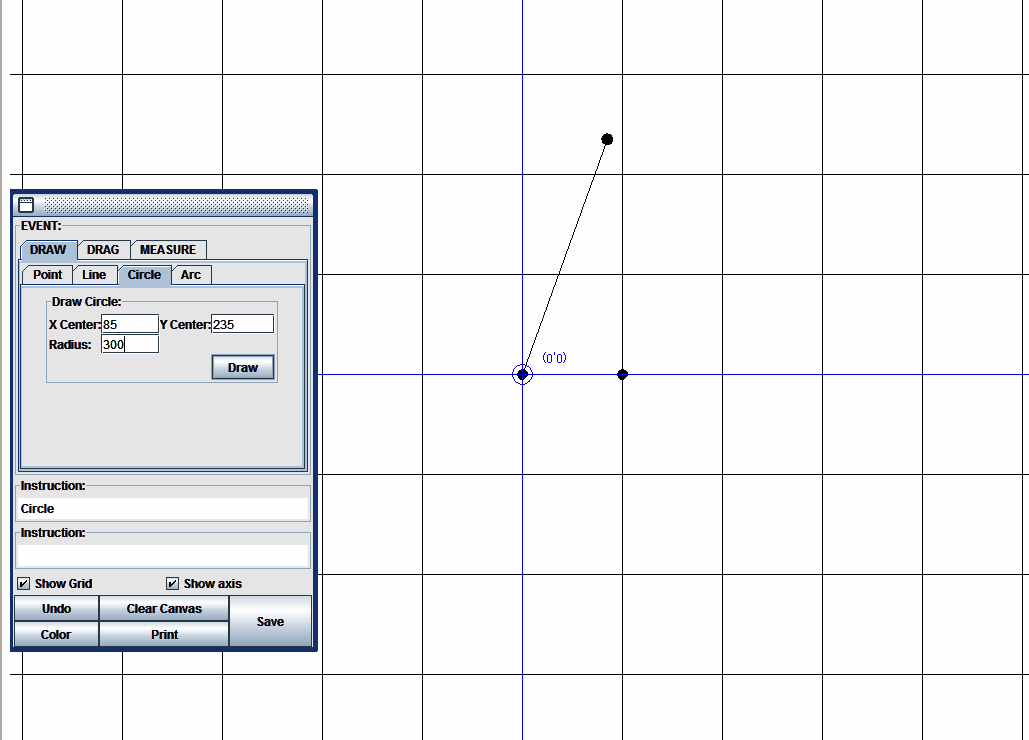 EVENT:
DRAW DRAG MEASURE
Point Line Circle Arc
Draw Circle:
X Center: 85 Y Center: 235
Radius: 300
Draw
Instruction:
Circle
Instruction:
Show Grid Show axis
Undo Clear Canvas Save
Color Print
(0'0)